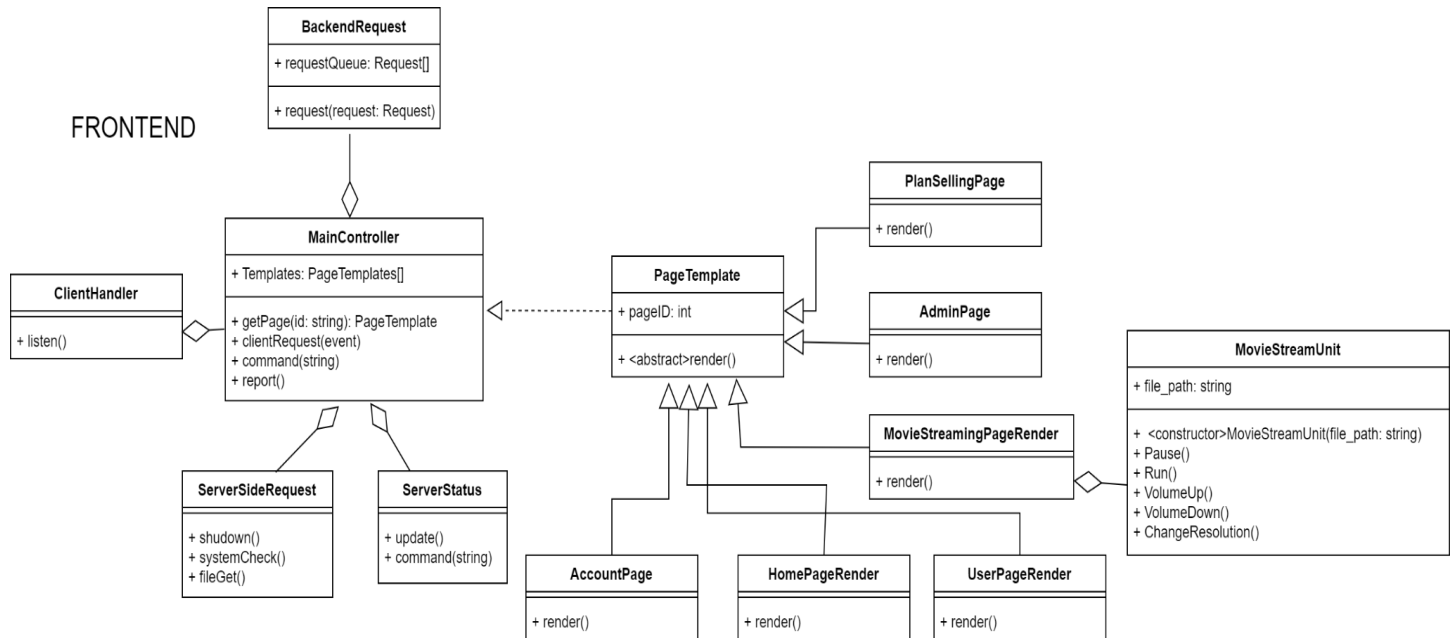 BackendRequest
+ requestQueue: Request[]
+ request(request: Request)
FRONTEND
PlanSellingPage
+ render()
MainController
+ Templates: PageTemplates[]
+ getPage(id: string): PageTemplate
+ clientRequest(event)
+ command(string)
+ report()
ClientHandler
+ listen()
PageTemplate
+ pageID: int
+ <abstract>render()
AdminPage
+ render()
MovieStreamUnit
+ file_path: string
+ <constructor>MovieStreamUnit(file_path: string)
+ Pause()
+ Run()
+ VolumeUp()
+ VolumeDown()
+ ChangeResolution()
MovieStreamingPageRender
+ render()
ServerSideRequest
+ shudown()
+ systemCheck()
+ fileGet()
ServerStatus
+ update()
+ command(string)
AccountPage
+ render()
HomePageRender
+ render()
UserPageRender
+ render()